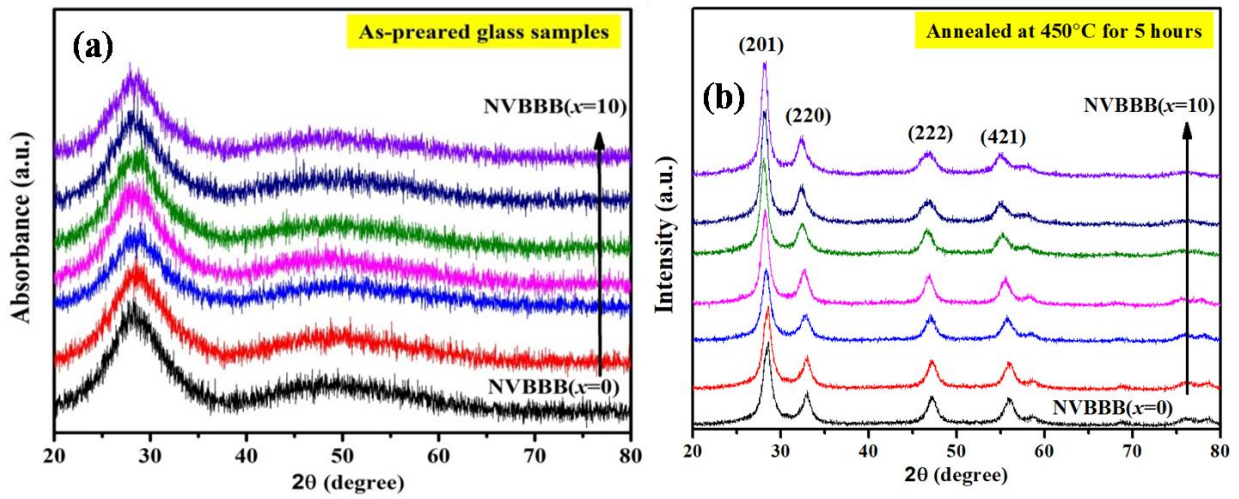 (a)
As-preared glass samples
NVBBB(x=10)
NVBBB(x=0)
Absorbance (a.u.)
20 30 40 50 60 70 80
2θ (degree)
(b)
Annealed at 450°C for 5 hours
(201)
(220)
(222)
(421)
NVBBB(x=10)
NVBBB(x=0)
Intensity (a.u.)
20 30 40 50 60 70 80
2θ (degree)